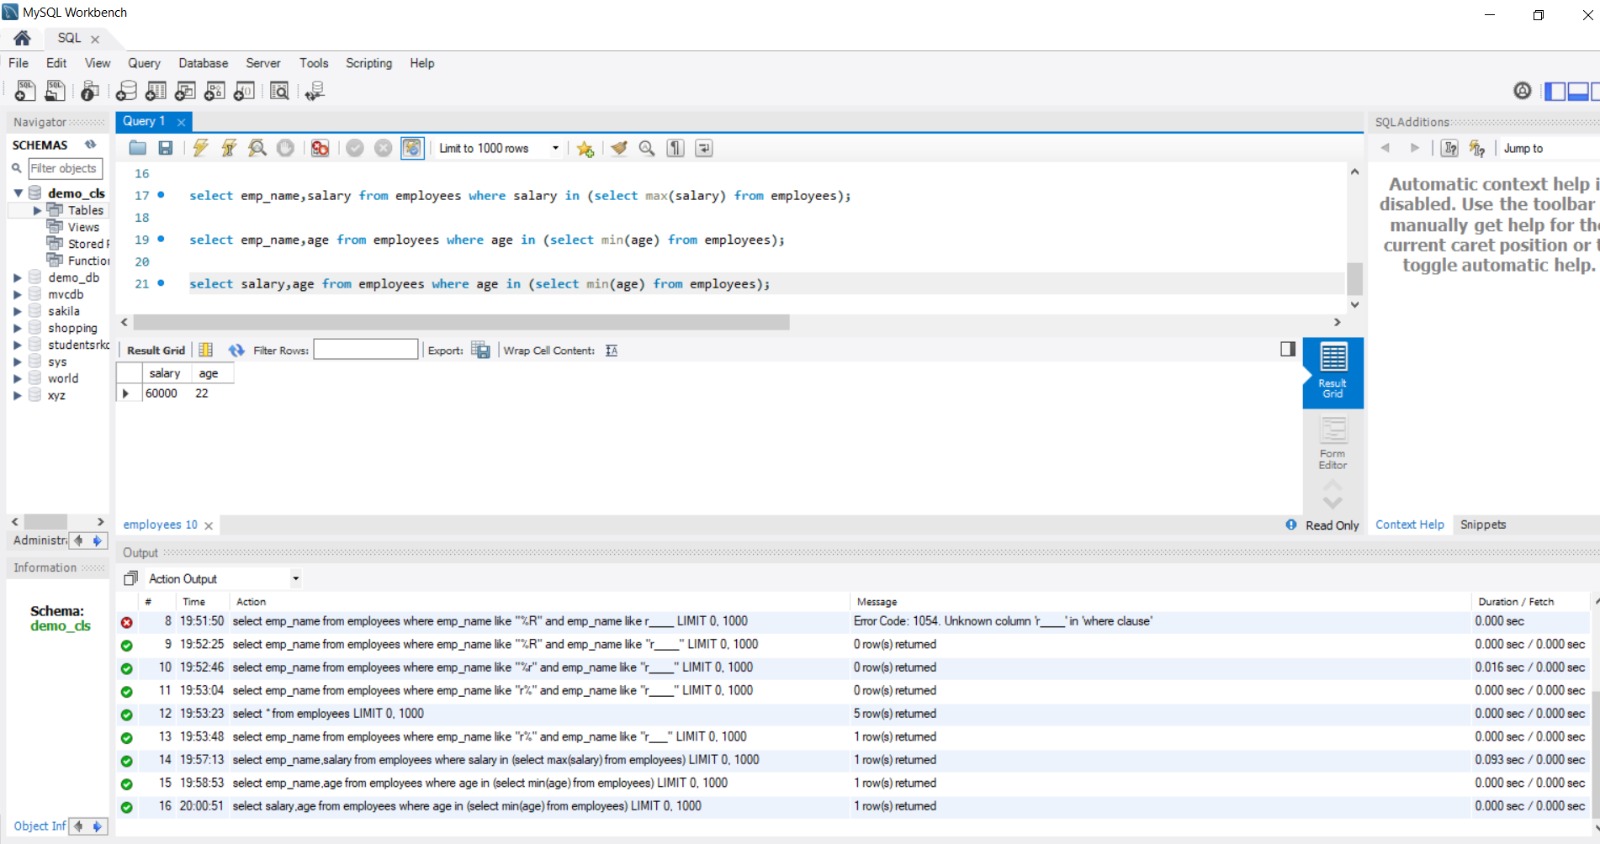 MySQL Workbench
SQL
File Edit View Query Database Server Tools Scripting Help
Navigator
SCHEMAS
Filter objects
demo_cls
Tables
Views
Stored P
Functior
demo_db
mvcdb
sakila
shopping
studentsrkc
sys
world
xyz
Administr
Information
Schema:
demo_cls
Object Inf
Query 1
Limit to 1000 rows
16
17 select emp_name,salary from employees where salary in (select max(salary) from employees);
18
19 select emp_name,age from employees where age in (select min(age) from employees);
20
21 select salary,age from employees where age in (select min(age) from employees);
Result Grid Filter Rows: Export: Wrap Cell Content:
salary age
60000 22
Result
Grid
Form
Editor
employees 10
Read Only
SQLAdditions
Jump to
Automatic context help i
disabled. Use the toolbar
manually get help for the
current caret position or t
toggle automatic help.
Context Help Snippets
Output
Action Output
# Time Action Message Duration / Fetch
8 19:51:50 select emp_name from employees where emp_name like "%R" and emp_name like r____ LIMIT 0, 1000 Error Code: 1054. Unknown column 'r____' in 'where clause' 0.000 sec
9 19:52:25 select emp_name from employees where emp_name like "%R" and emp_name like "r____" LIMIT 0, 1000 0 row(s) returned 0.000 sec / 0.000 sec
10 19:52:46 select emp_name from employees where emp_name like "%r" and emp_name like "r____" LIMIT 0, 1000 0 row(s) returned 0.016 sec / 0.000 sec
11 19:53:04 select emp_name from employees where emp_name like "r%" and emp_name like "r____" LIMIT 0, 1000 0 row(s) returned 0.000 sec / 0.000 sec
12 19:53:23 select * from employees LIMIT 0, 1000 5 row(s) returned 0.000 sec / 0.000 sec
13 19:53:48 select emp_name from employees where emp_name like "r%" and emp_name like "r___" LIMIT 0, 1000 1 row(s) returned 0.000 sec / 0.000 sec
14 19:57:13 select emp_name,salary from employees where salary in (select max(salary) from employees) LIMIT 0, 1000 1 row(s) returned 0.093 sec / 0.000 sec
15 19:58:53 select emp_name,age from employees where age in (select min(age) from employees) LIMIT 0, 1000 1 row(s) returned 0.000 sec / 0.000 sec
16 20:00:51 select salary,age from employees where age in (select min(age) from employees) LIMIT 0, 1000 1 row(s) returned 0.000 sec / 0.000 sec